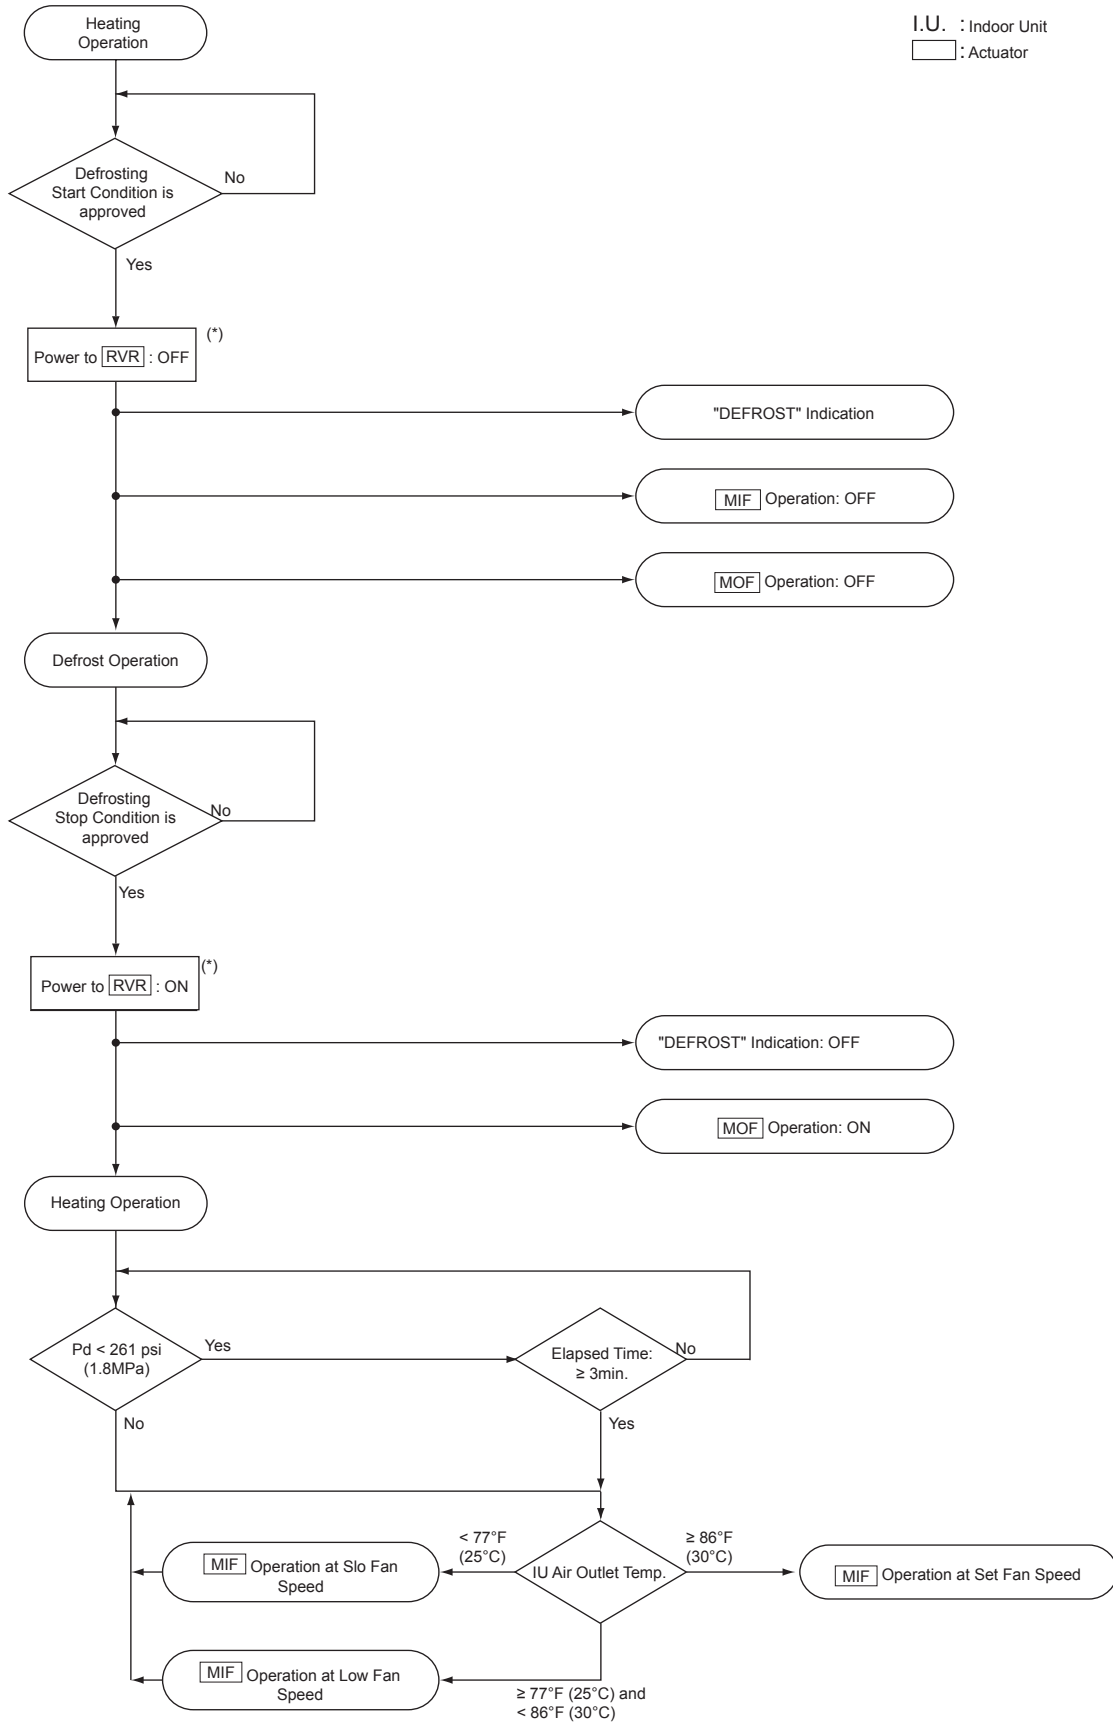 Heating
Operation
I.U. : Indoor Unit
: Actuator
Defrosting
Start Condition is
approved
No
Yes
(*)
Power to RVR : OFF
"DEFROST" Indication
MIF Operation: OFF
MOF Operation: OFF
Defrost Operation
Defrosting
Stop Condition is
approved
No
Yes
(*)
Power to RVR : ON
"DEFROST" Indication: OFF
MOF Operation: ON
Heating Operation
Pd < 261 psi
(1.8MPa)
Yes
Elapsed Time:
≥ 3min.
No
No
Yes
< 77°F
(25°C)
≥ 86°F
(30°C)
MIF Operation at Slo Fan
Speed
IU Air Outlet Temp.
MIF Operation at Set Fan Speed
MIF Operation at Low Fan
Speed
≥ 77°F (25°C) and
< 86°F (30°C)